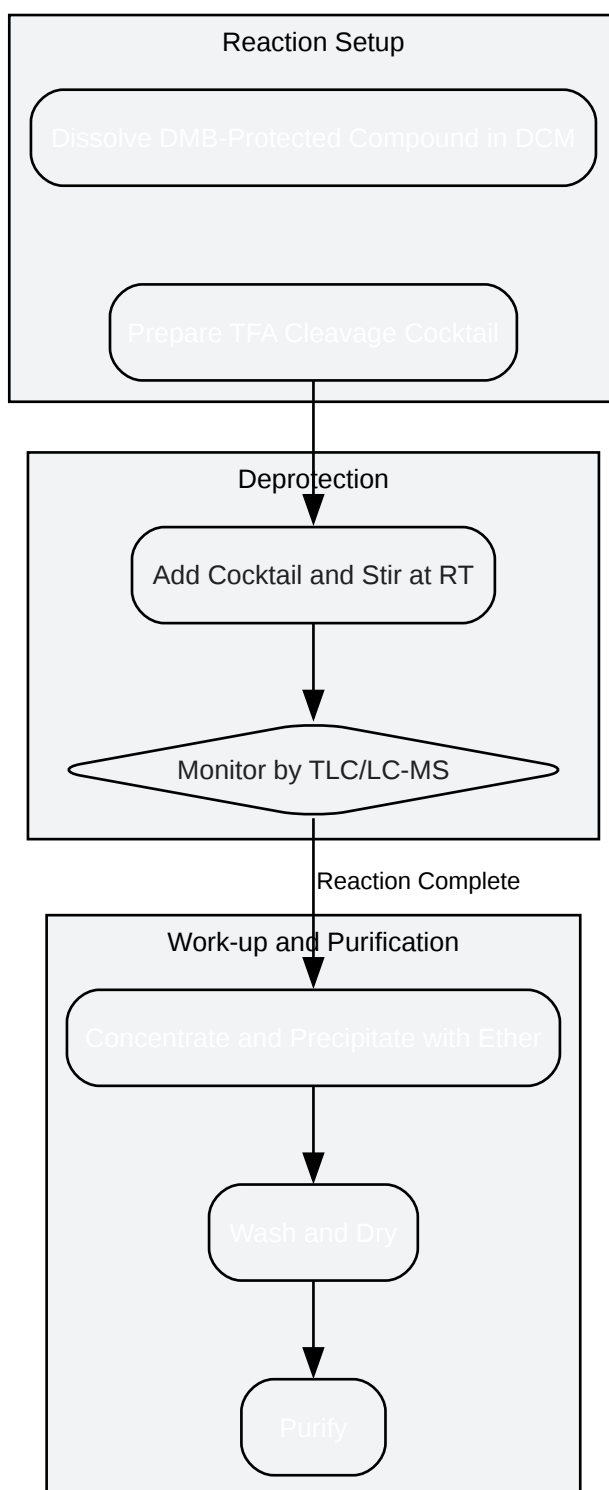 Reaction Setup
Dissolve DMB-Protected Compound in DCM
Prepare TFA Cleavage Cocktail
Deprotection
Add Cocktail and Stir at RT
Monitor by TLC/LC-MS
Reaction Complete
Work-up and Purification
Concentrate and Precipitate with Ether
Wash and Dry
Purify